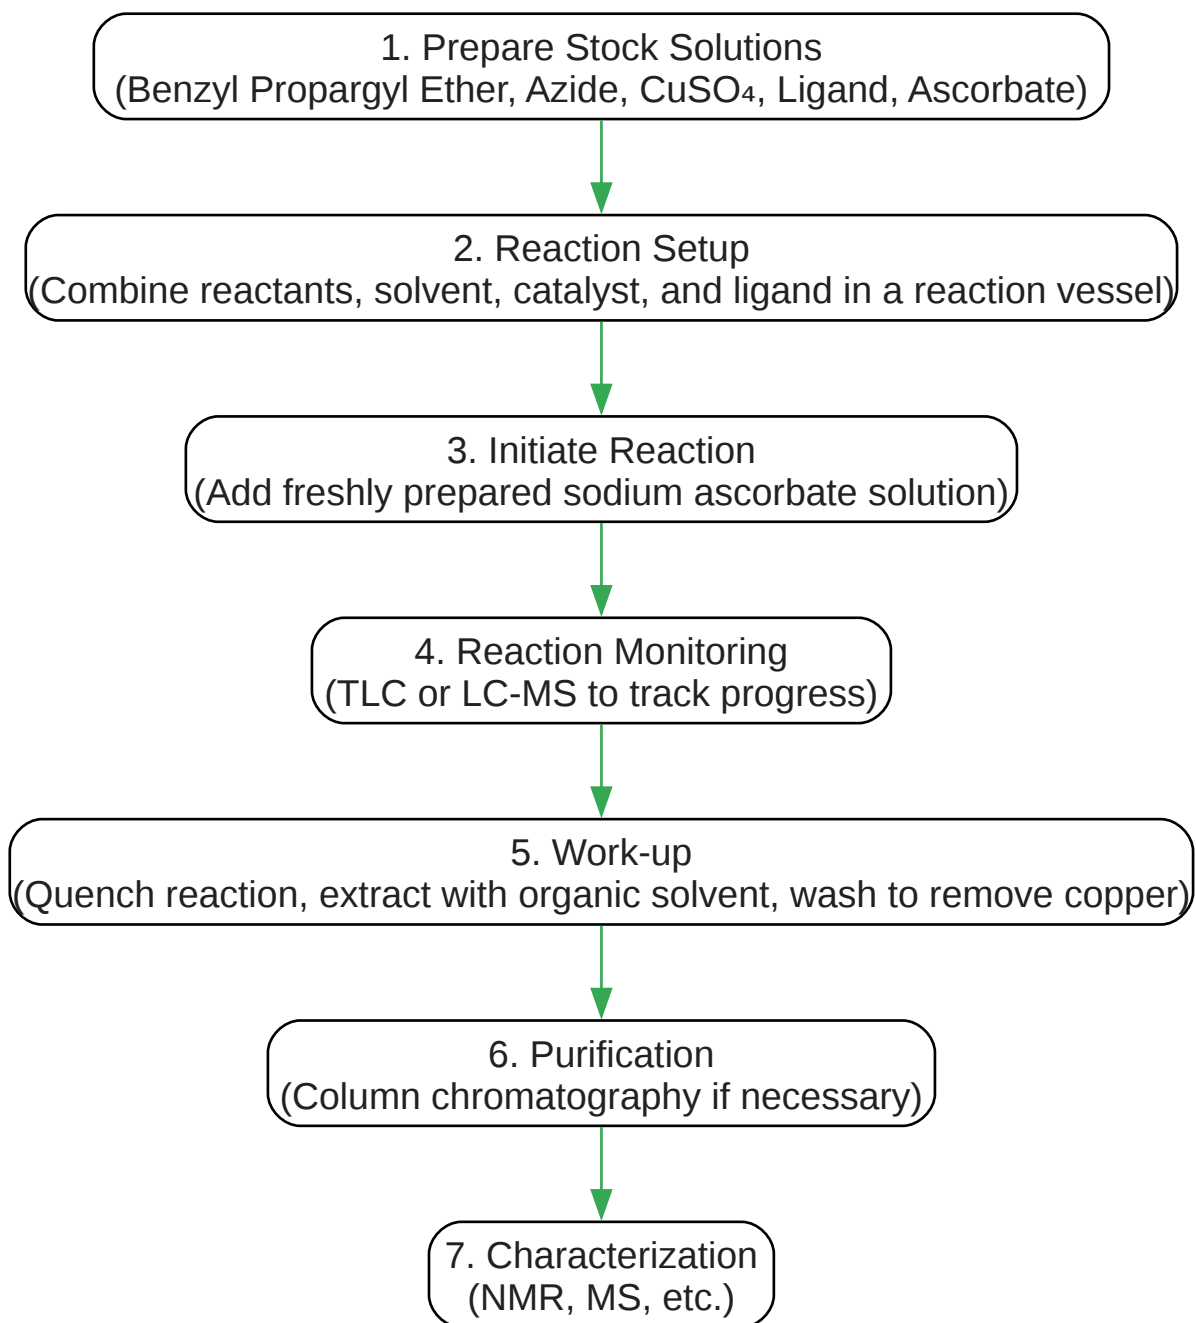 1. Prepare Stock Solutions
(Benzyl Propargyl Ether, Azide, CuSO₄, Ligand, Ascorbate)
2. Reaction Setup
(Combine reactants, solvent, catalyst, and ligand in a reaction vessel)
3. Initiate Reaction
(Add freshly prepared sodium ascorbate solution)
4. Reaction Monitoring
(TLC or LC-MS to track progress)
5. Work-up
(Quench reaction, extract with organic solvent, wash to remove copper)
6. Purification
(Column chromatography if necessary)
7. Characterization
(NMR, MS, etc.)